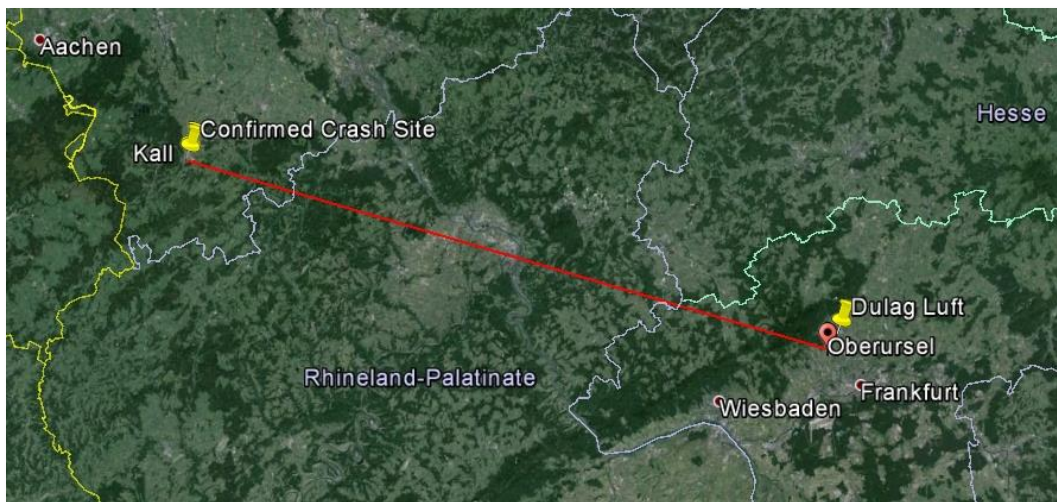 Aachen
Confirmed Crash Site
Kall
Hesse
Dulag Luft
Oberursel
Rhineland-Palatinate
Frankfurt
Wiesbaden